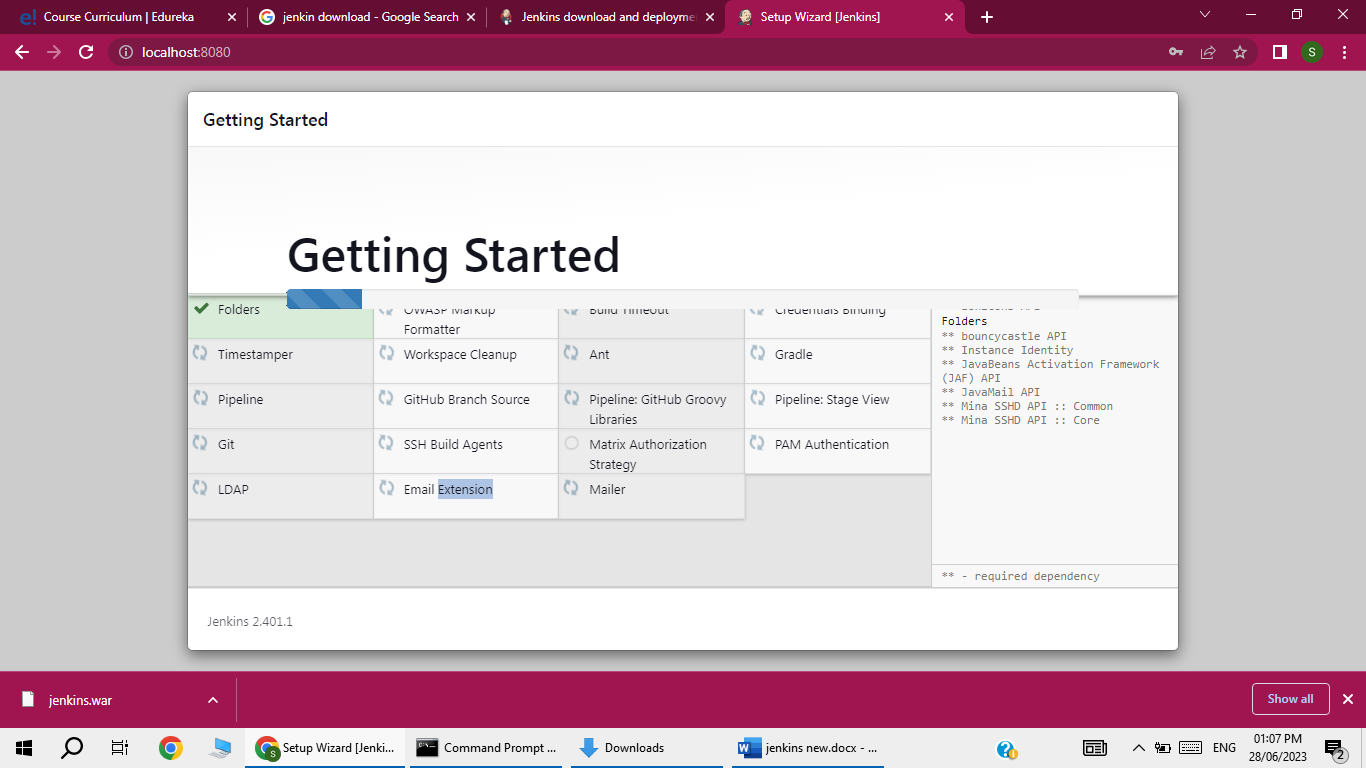 Course Curriculum | Edureka
jenkin download - Google Search
Jenkins download and deployme
Setup Wizard [Jenkins]
localhost:8080
S
Getting Started
Getting Started
Folders
OWASP Markup
Formatter
Build Timeout
Credentials Binding
Timestamper
Workspace Cleanup
Ant
Gradle
Pipeline
GitHub Branch Source
Pipeline: GitHub Groovy
Libraries
Pipeline: Stage View
Git
SSH Build Agents
Matrix Authorization
Strategy
PAM Authentication
LDAP
Email Extension
Mailer
Folders
** bouncycastle API
** Instance Identity
** JavaBeans Activation Framework
(JAF) API
** JavaMail API
** Mina SSHD API :: Common
** Mina SSHD API :: Core
** - required dependency
Jenkins 2.401.1
jenkins.war
Show all
Setup Wizard [Jenki...
Command Prompt ...
Downloads
jenkins new.docx - ...
ENG
01:07 PM
28/06/2023
2